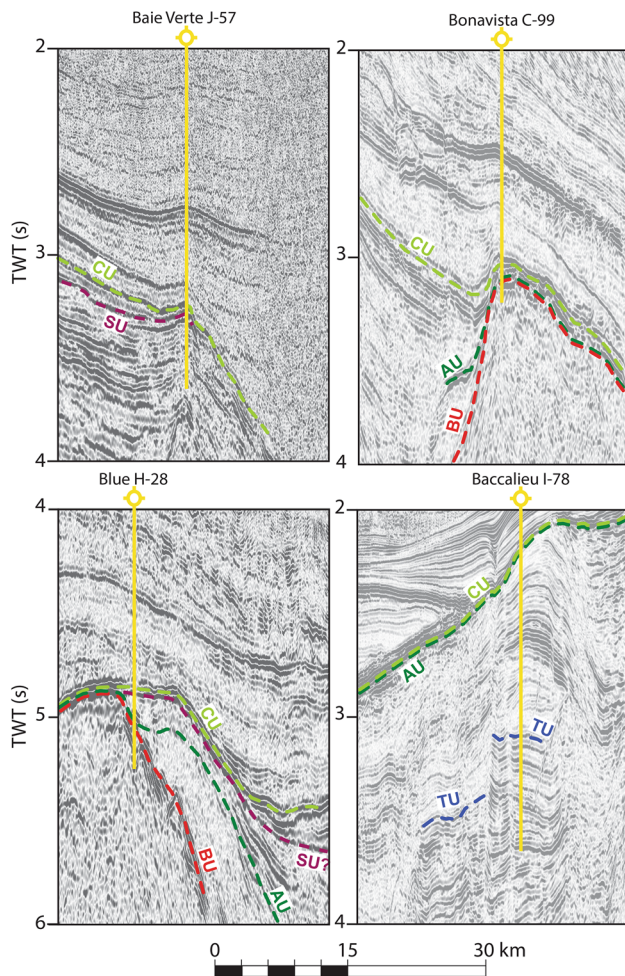 Baie Verte J-57
Bonavista C-99
2
3
4
TWT (s)
CU
SU
2
3
4
CU
AU
BU
Blue H-28
Baccalieu I-78
4
5
6
TWT (s)
CU
SU?
BU
AU
2
3
4
CU
AU
TU
TU
0
15
30 km